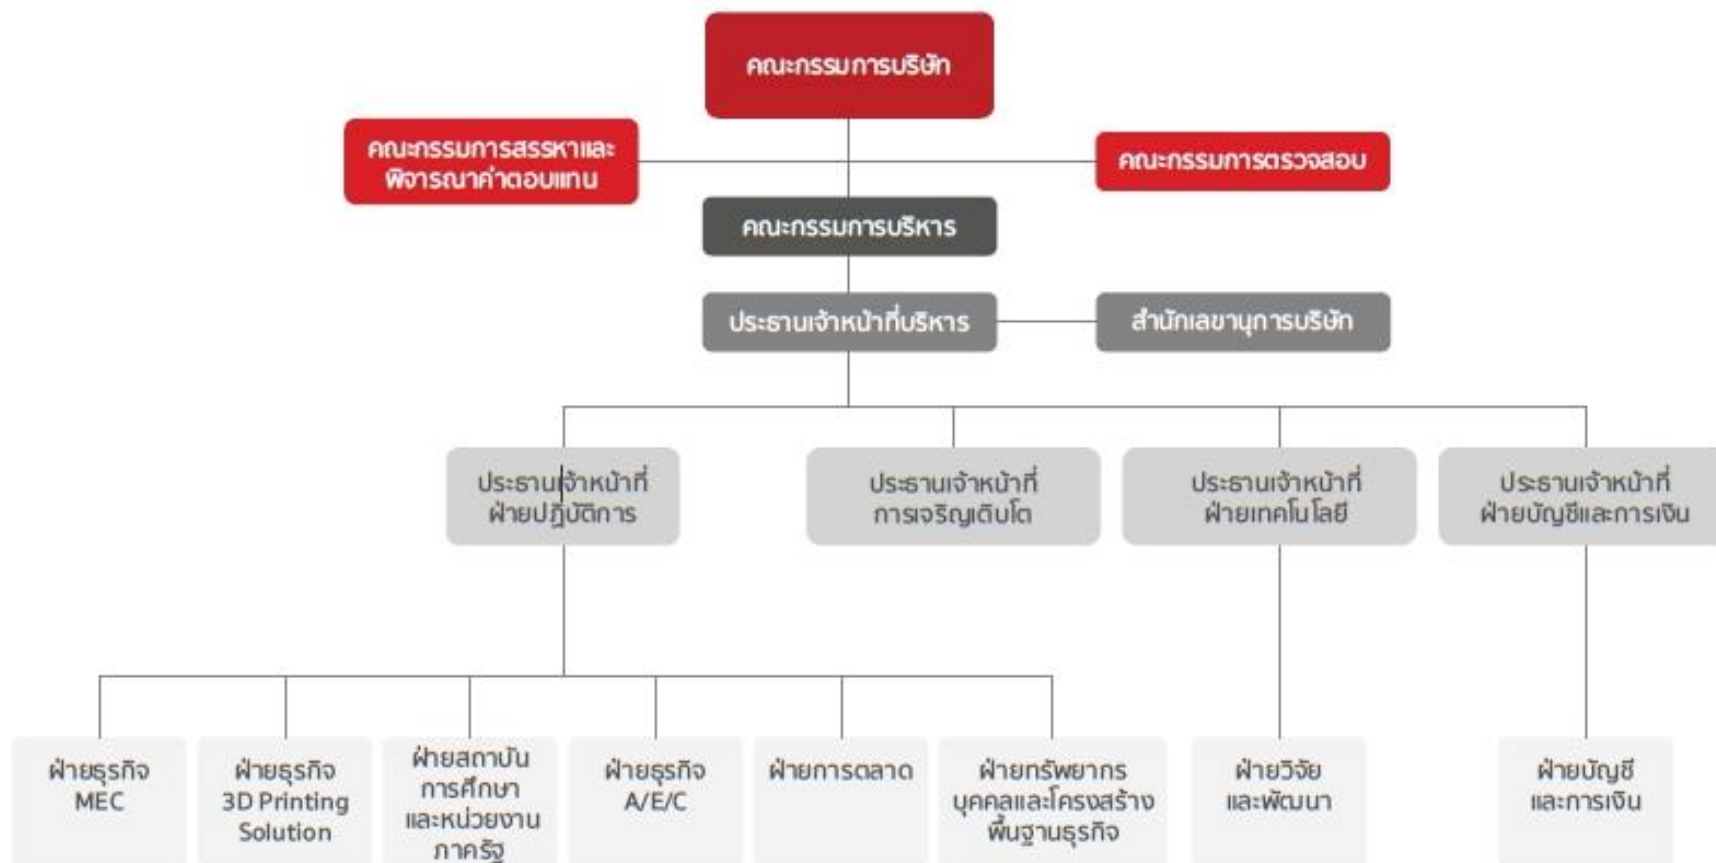 คณะกรรมการบริษัท
คณะกรรมการสรรหาและ
พิจารณาค่าตอบแทน
คณะกรรมการตรวจสอบ
คณะกรรมการบริหาร
ประธานเจ้าหน้าที่บริหาร
สำนักเลขานุการบริษัท
ประธานเจ้าหน้าที่
ฝ่ายปฏิบัติการ
ประธานเจ้าหน้าที่
การเจริญเติบโต
ประธานเจ้าหน้าที่
ฝ่ายเทคโนโลยี
ประธานเจ้าหน้าที่
ฝ่ายบัญชีและการเงิน
ฝ่ายธุรกิจ
MEC
ฝ่ายธุรกิจ
3D Printing
Solution
ฝ่ายสถาบัน
การศึกษา
และหน่วยงาน
ภาครัฐ
ฝ่ายธุรกิจ
A/E/C
ฝ่ายการตลาด
ฝ่ายทรัพยากร
บุคคลและโครงสร้าง
พื้นฐานธุรกิจ
ฝ่ายวิจัย
และพัฒนา
ฝ่ายบัญชี
และการเงิน